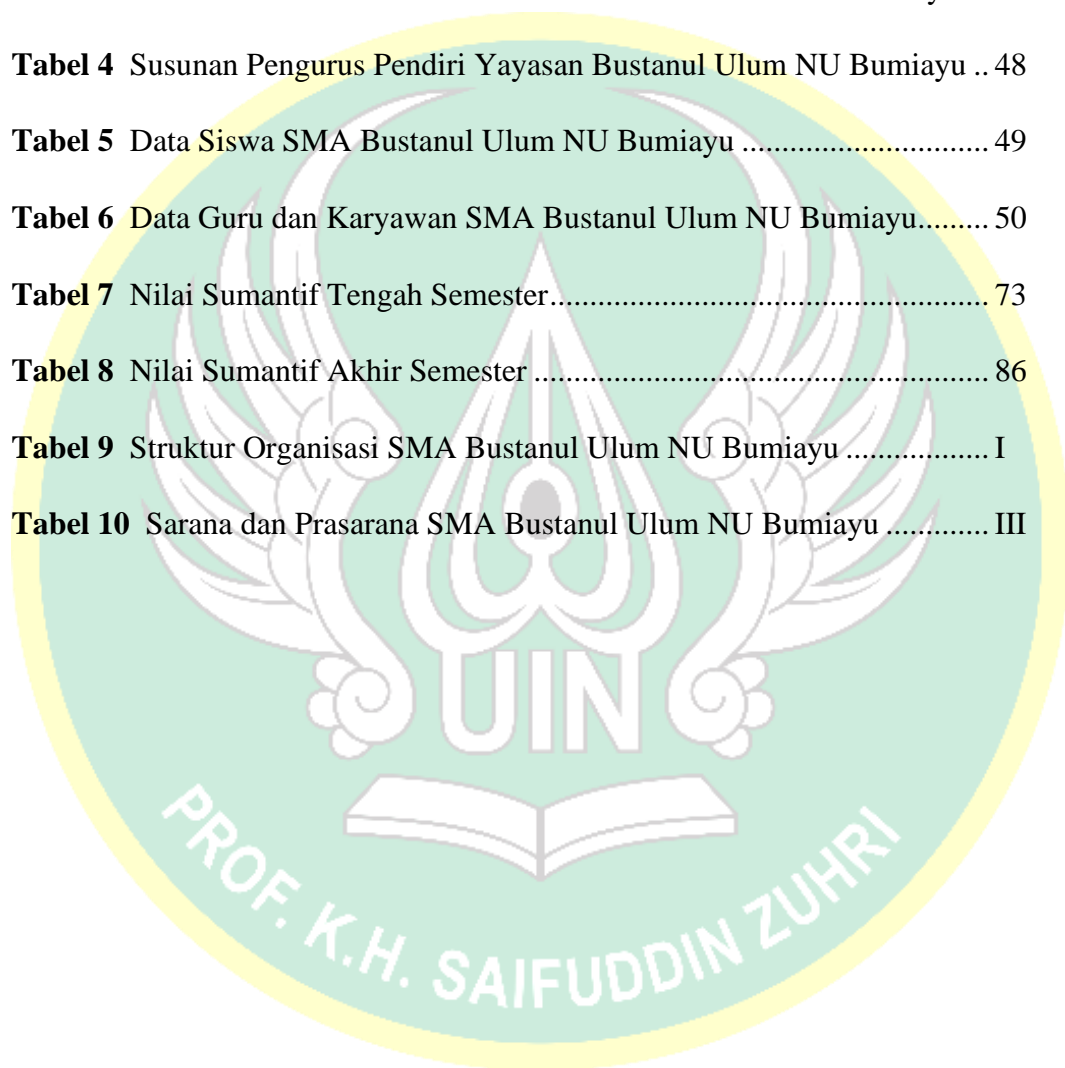 Tabel 4 Susunan Pengurus Pendiri Yayasan Bustanul Ulum NU Bumiayu .. 48
Tabel 5 Data Siswa SMA Bustanul Ulum NU Bumiayu ............................. 49
Tabel 6 Data Guru dan Karyawan SMA Bustanul Ulum NU Bumiayu......... 50
Tabel 7 Nilai Sumantif Tengah Semester.................................................... 73
Tabel 8 Nilai Sumantif Akhir Semester ...................................................... 86
Tabel 9 Struktur Organisasi SMA Bustanul Ulum NU Bumiayu ................. I
Tabel 10 Sarana dan Prasarana SMA Bustanul Ulum NU Bumiayu ............ III
UIN
PROF. K.H. SAIFUDDIN ZUHRI